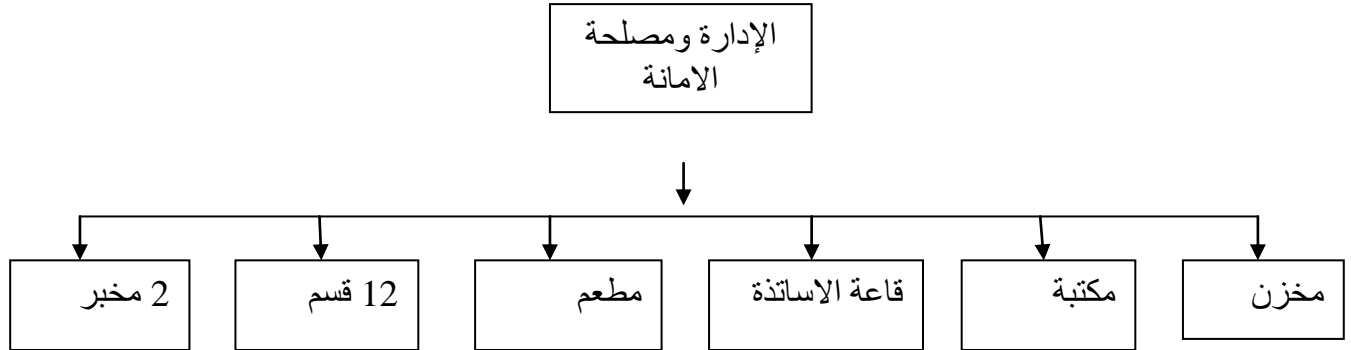 الإدارة ومصلحة
الامانة
مخزن
مكتبة
قاعة الاساتذة
مطعم
12 قسم
2 مخبر